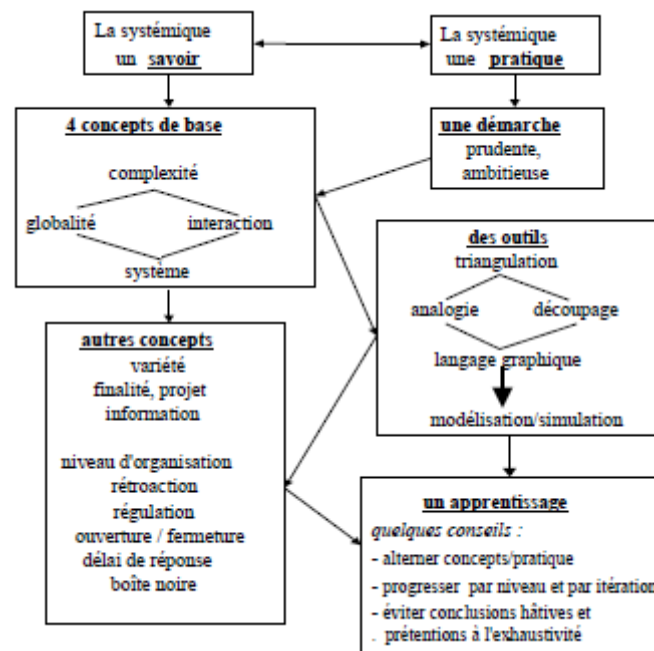 La systémique
un savoir
La systémique
une pratique
4 concepts de base
complexité
globalité interaction
système
une démarche
prudente,
ambitieuse
des outils
triangulation
analogie découpage
langage graphique
modélisation/simulation
autres concepts
variété
finalité, projet
information
niveau d'organisation
rétroaction
régulation
ouverture / fermeture
délai de réponse
boîte noire
un apprentissage
quelques conseils :
- alterner concepts/pratique
- progresser par niveau et par itération
- éviter conclusions hâtives et
. prétentions à l'exhaustivité